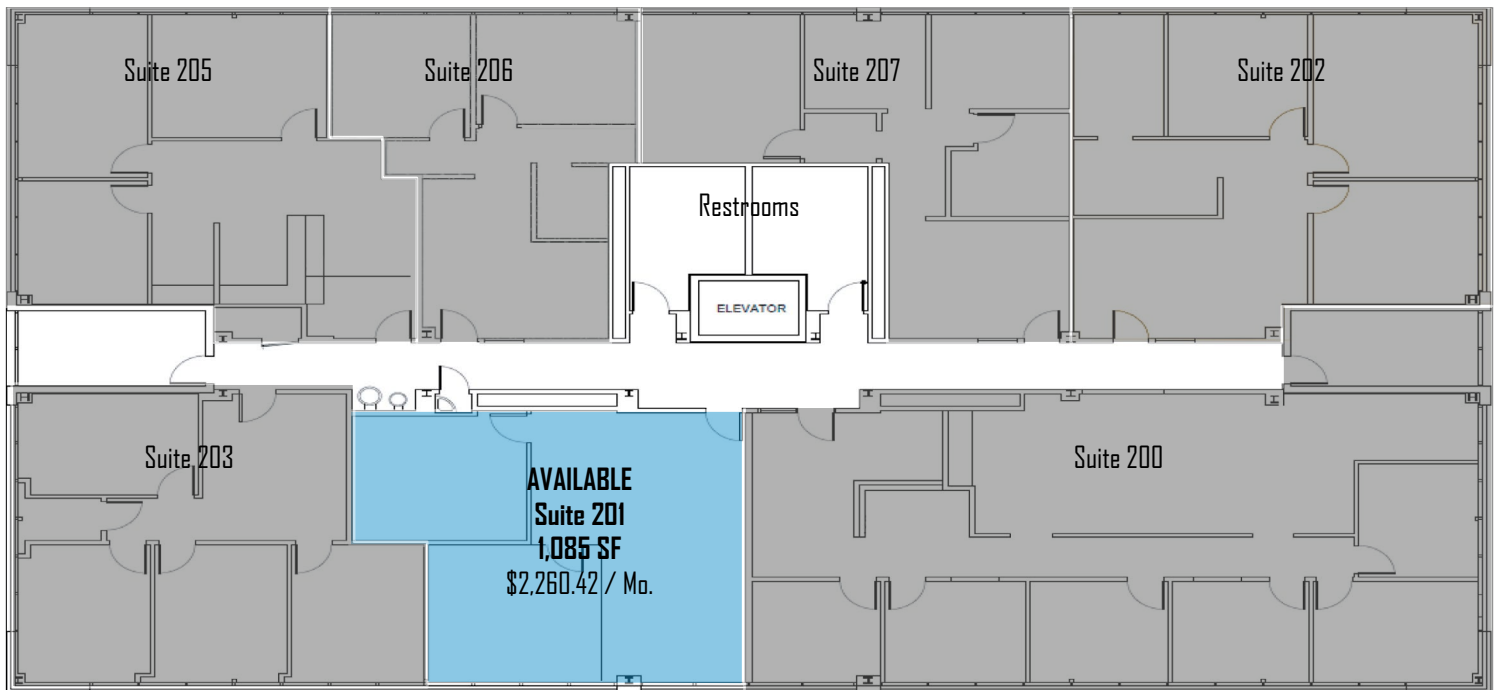 Suite 205
Suite 206
Suite 207
Suite 202
Restrooms
ELEVATOR
Suite 203
AVAILABLE
Suite 201
1,085 SF
$2,260.42 / Mo.
Suite 200